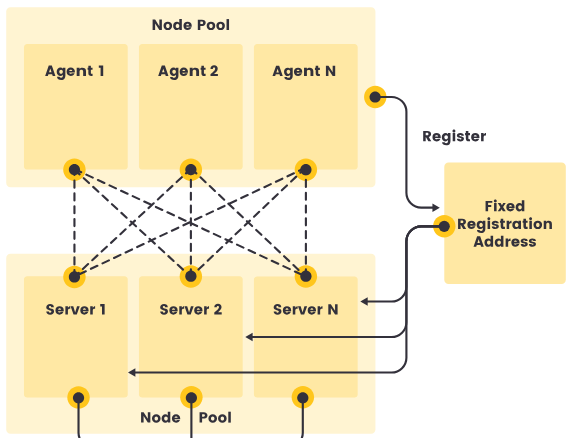 Node Pool
Agent 1
Agent 2
Agent N
Register
Fixed
Registration
Address
Server 1
Server 2
Server N
Node Pool